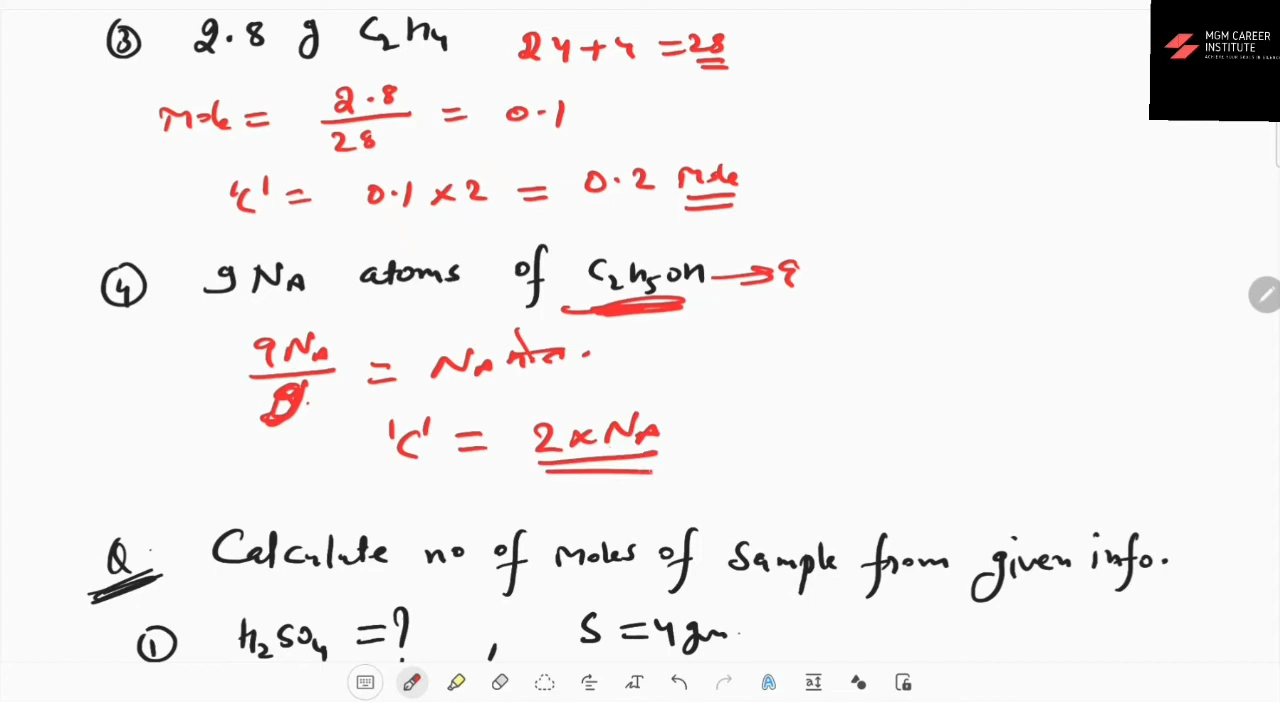 MGM CAREER
INSTITUTE
③ 2.8 g C₂H₄ 24+4 = 28
Mole = 2.8/28 = 0.1
'C' = 0.1 × 2 = 0.2 Mole
④ 9 NA atoms of C₂H₅OH → 9
9NA/9 = NA
'C' = 2 × NA
Q. Calculate no of moles of sample from given info.
① H₂SO₄ = ? , S = 4 gm.